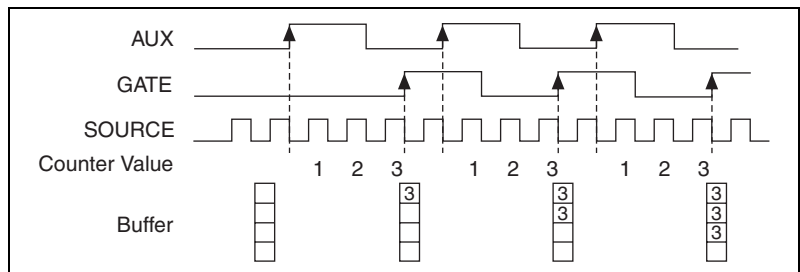 AUX
GATE
SOURCE
Counter Value 1 2 3 1 2 3 1 2 3
Buffer
3 3 3
3 3
3